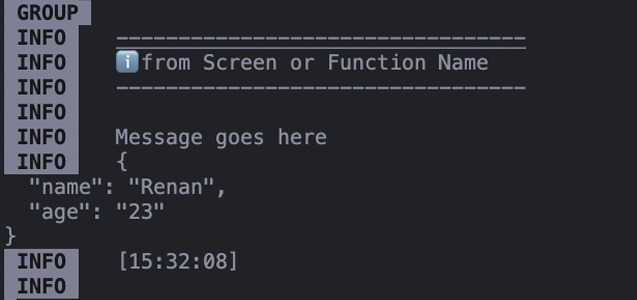 GROUP
INFO --------------------------------
INFO ℹ️from Screen or Function Name
INFO --------------------------------
INFO
INFO Message goes here
INFO {
"name": "Renan",
"age": "23"
}
INFO [15:32:08]
INFO